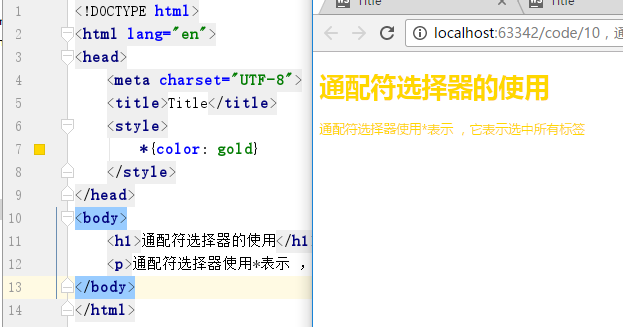 1 <!DOCTYPE html>
2 <html lang="en">
3 <head>
4 <meta charset="UTF-8">
5 <title>Title</title>
6 <style>
7 *{color: gold}
8 </style>
9 </head>
10 <body>
11 <h1>通配符选择器的使用</h1
12 <p>通配符选择器使用*表示 ，
13 </body>
14 </html>
Title
Title
localhost:63342/code/10，通
通配符选择器的使用
通配符选择器使用*表示 ，它表示选中所有标签